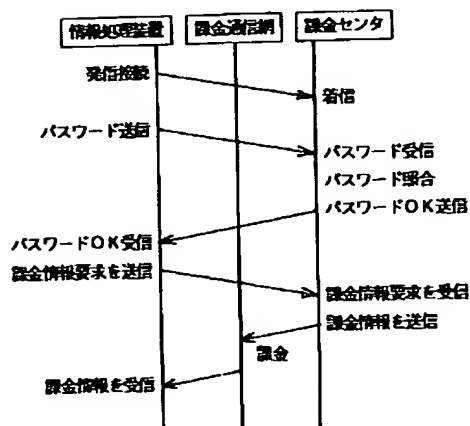 情報処理装置 課金通信網 課金センタ
発信接続
着信
パスワード送信
パスワード受信
パスワード照合
パスワードOK送信
パスワードOK受信
課金情報要求を送信
課金情報要求を受信
課金情報を送信
課金
課金情報を受信